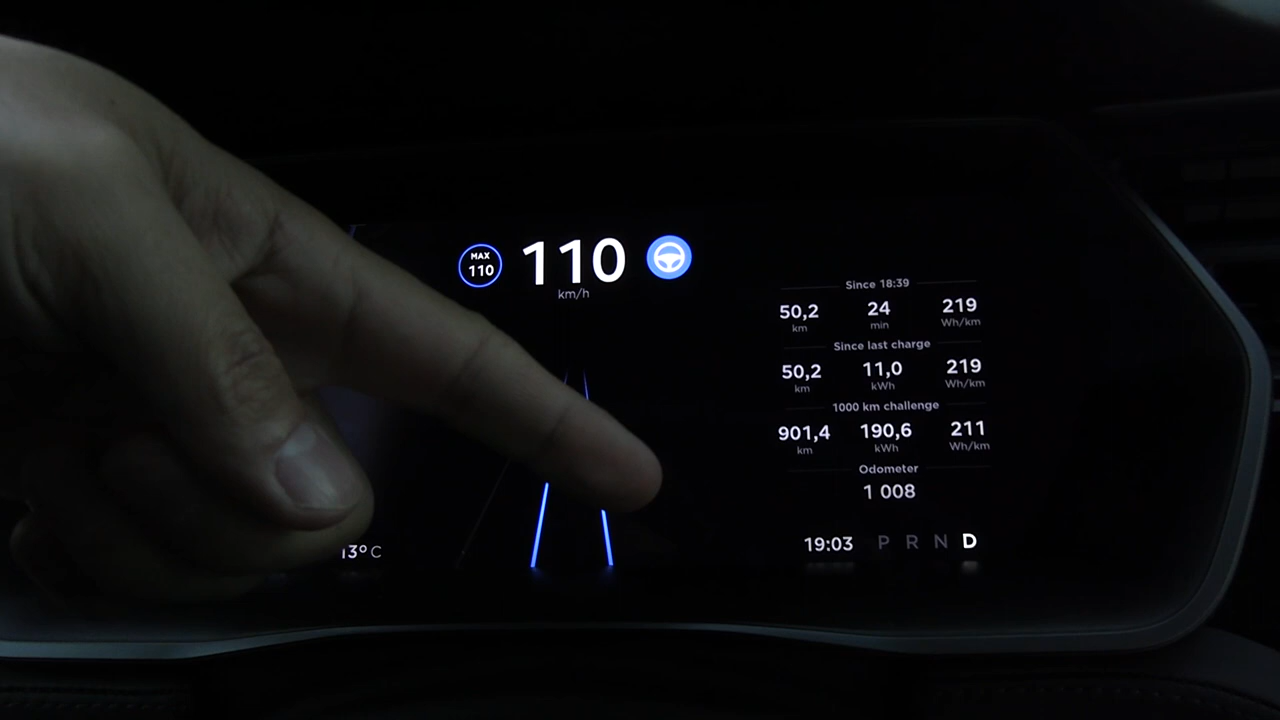 MAX
110
110
km/h
Since 18:39
50,2 24 219
km min Wh/km
Since last charge
50,2 11,0 219
km kWh Wh/km
1000 km challenge
901,4 190,6 211
km kWh Wh/km
Odometer
1 008
13°C
19:03 P R N D